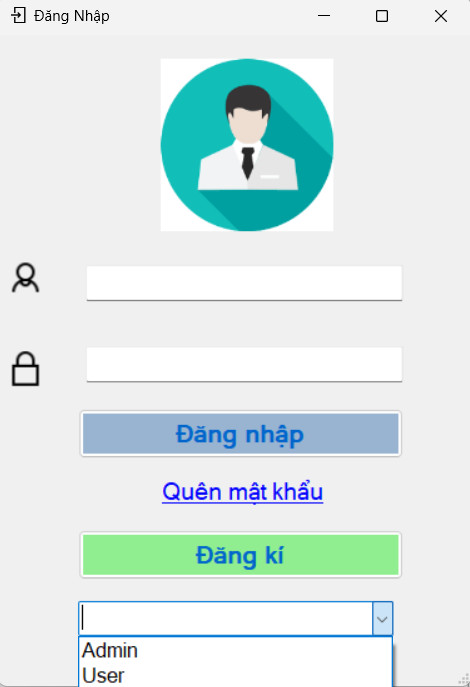 Đăng Nhập
Đăng nhập
Quên mật khẩu
Đăng kí
Admin
User